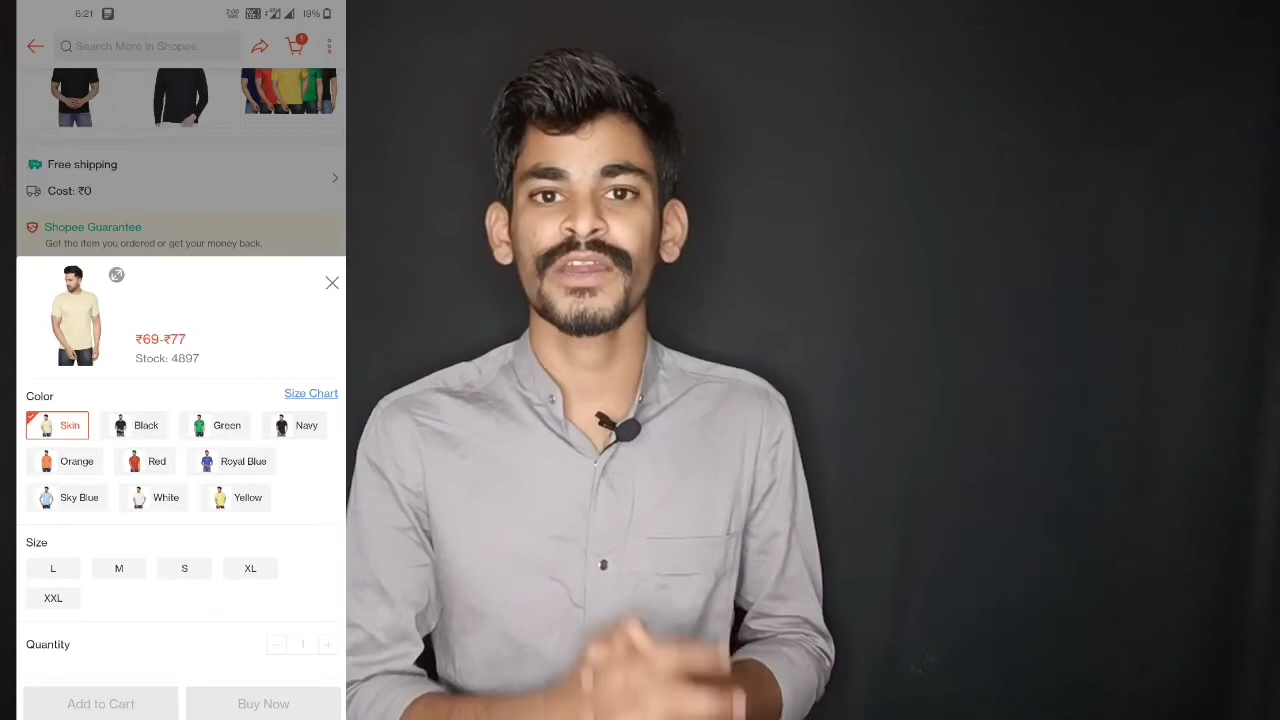 6:21
19%
Search More in Shopee
1
Free shipping
Cost: ₹0
Shopee Guarantee
Get the item you ordered or get your money back.
₹69-₹77
Stock: 4897
Color
Size Chart
Skin Black Green Navy
Orange Red Royal Blue
Sky Blue White Yellow
Size
L M S XL
XXL
Quantity
1
Add to Cart Buy Now